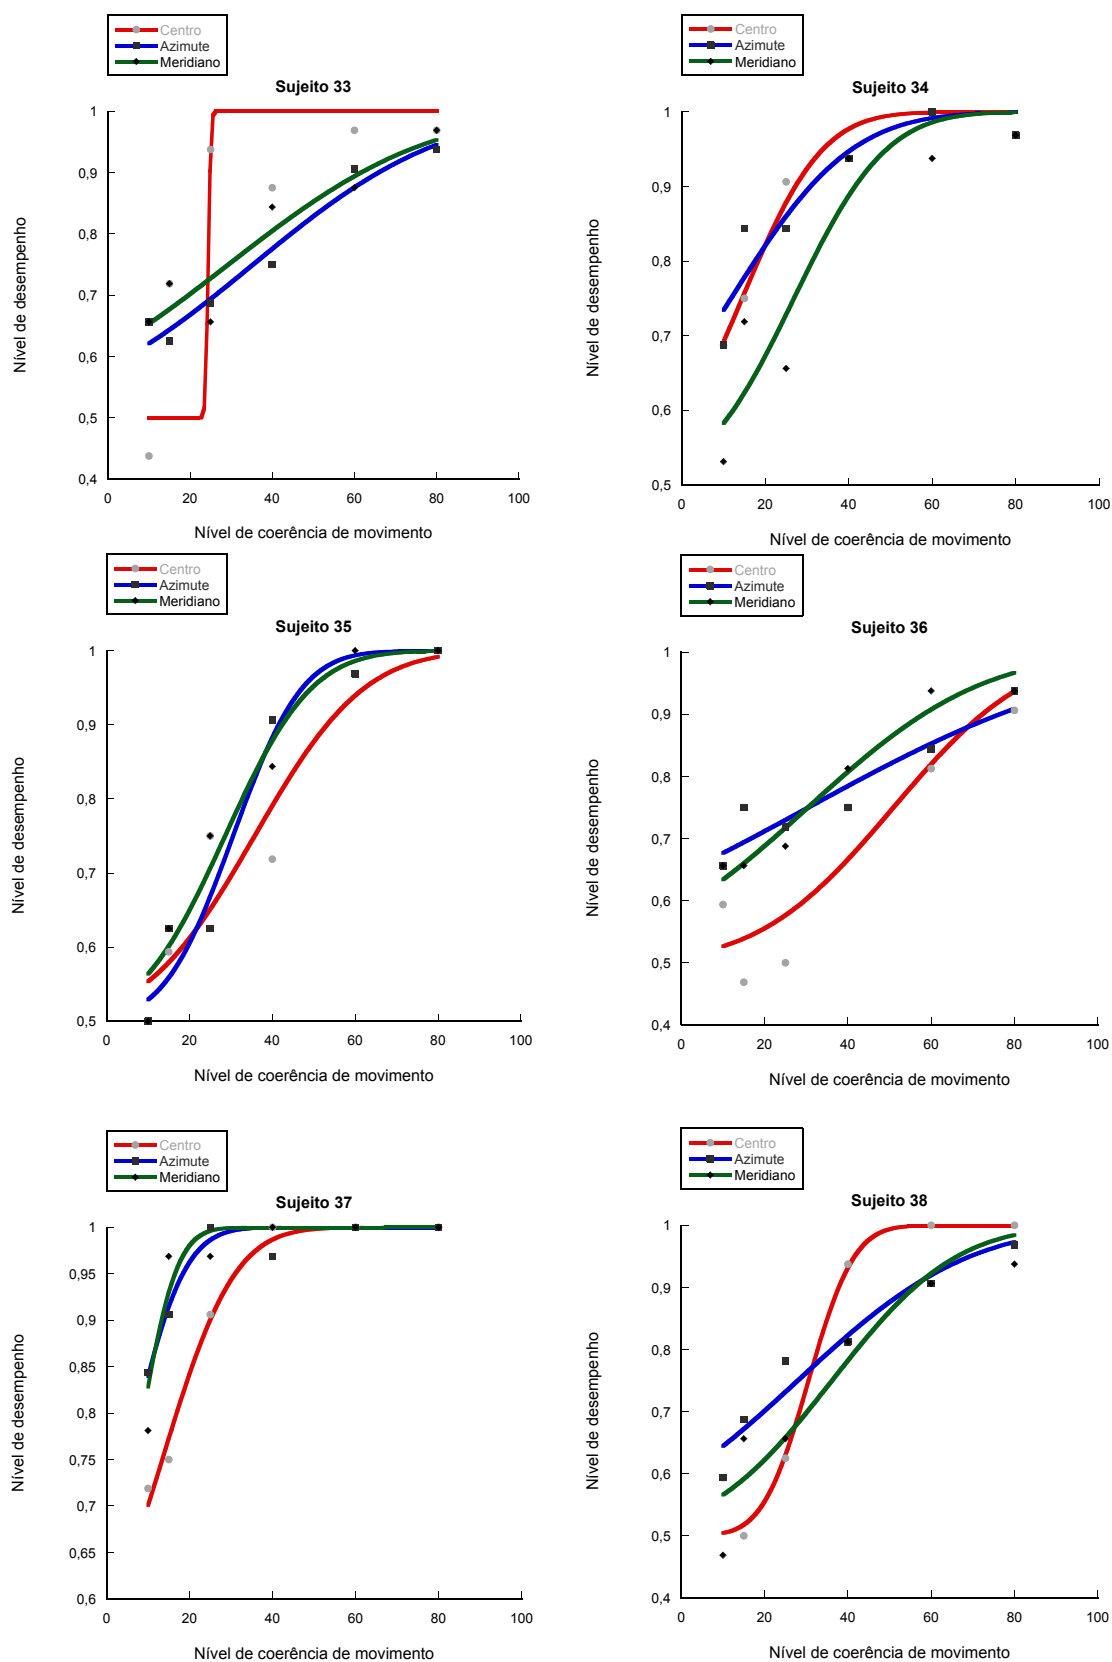 Centro
Azimute
Meridiano
Sujeito 33
Nível de desempenho
1
0,9
0,8
0,7
0,6
0,5
0,4
0 20 40 60 80 100
Nível de coerência de movimento
Centro
Azimute
Meridiano
Sujeito 34
Nível de desempenho
1
0,9
0,8
0,7
0,6
0,5
0 20 40 60 80 100
Nível de coerência de movimento
Centro
Azimute
Meridiano
Sujeito 35
Nível de desempenho
1
0,9
0,8
0,7
0,6
0,5
0 20 40 60 80 100
Nível de coerência de movimento
Centro
Azimute
Meridiano
Sujeito 36
Nível de desempenho
1
0,9
0,8
0,7
0,6
0,5
0,4
0 20 40 60 80 100
Nível de coerência de movimento
Centro
Azimute
Meridiano
Sujeito 37
Nível de desempenho
1
0,95
0,9
0,85
0,8
0,75
0,7
0,65
0,6
0 20 40 60 80 100
Nível de coerência de movimento
Centro
Azimute
Meridiano
Sujeito 38
Nível de desempenho
1
0,9
0,8
0,7
0,6
0,5
0,4
0 20 40 60 80 100
Nível de coerência de movimento